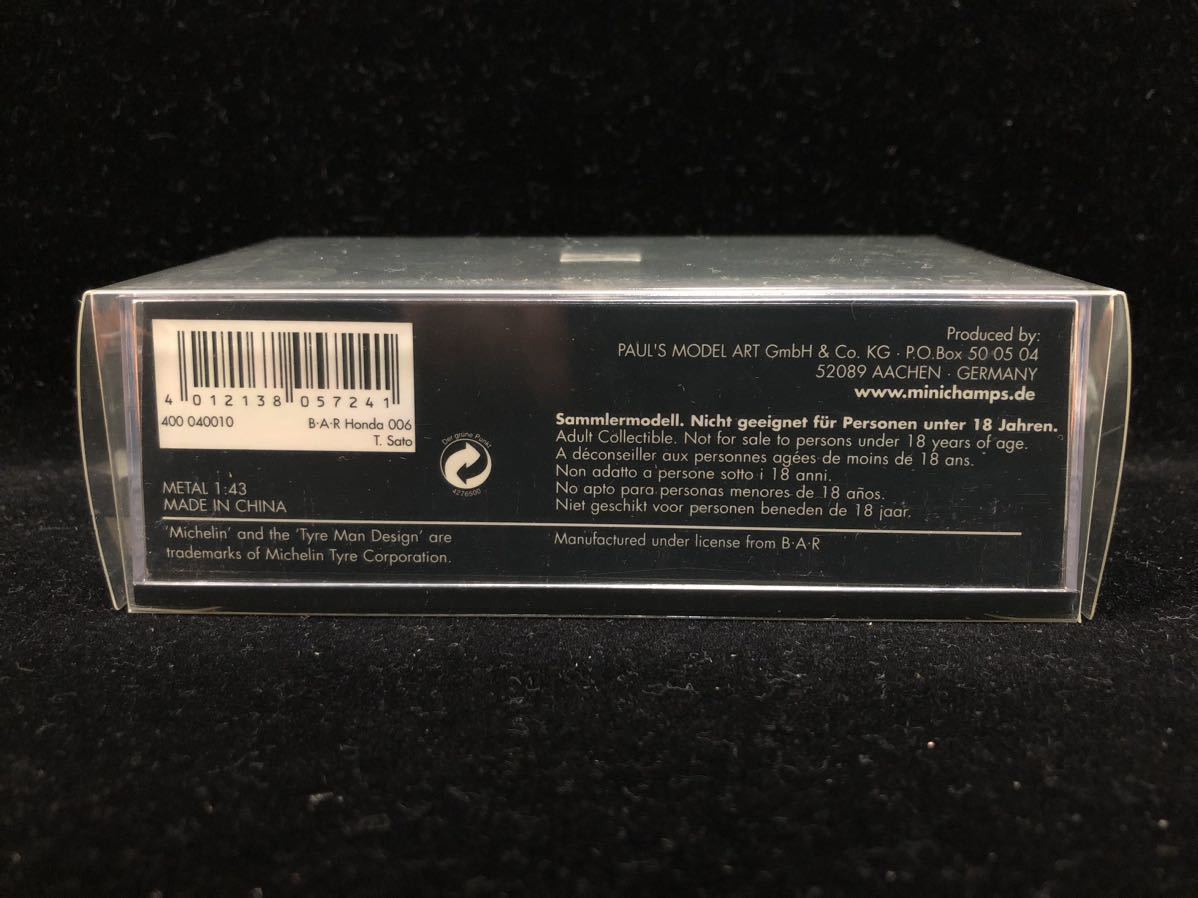 4 012138 057241
400 040010 B·A·R Honda 006
T. Sato
METAL 1:43
MADE IN CHINA
'Michelin' and the 'Tyre Man Design' are
trademarks of Michelin Tyre Corporation.
Der grüne Punkt
4276500
Produced by:
PAUL'S MODEL ART GmbH & Co. KG · P.O.Box 50 05 04
52089 AACHEN · GERMANY
www.minichamps.de
Sammlermodell. Nicht geeignet für Personen unter 18 Jahren.
Adult Collectible. Not for sale to persons under 18 years of age.
A déconseiller aux personnes agées de moins de 18 ans.
Non adatto a persone sotto i 18 anni.
No apto para personas menores de 18 años.
Niet geschikt voor personen beneden de 18 jaar.
Manufactured under license from B·A·R